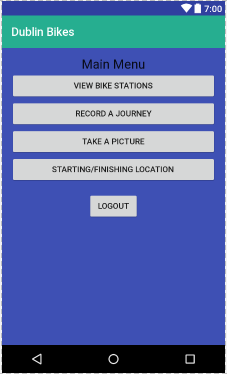 7:00
Dublin Bikes
Main Menu
VIEW BIKE STATIONS
RECORD A JOURNEY
TAKE A PICTURE
STARTING/FINISHING LOCATION
LOGOUT